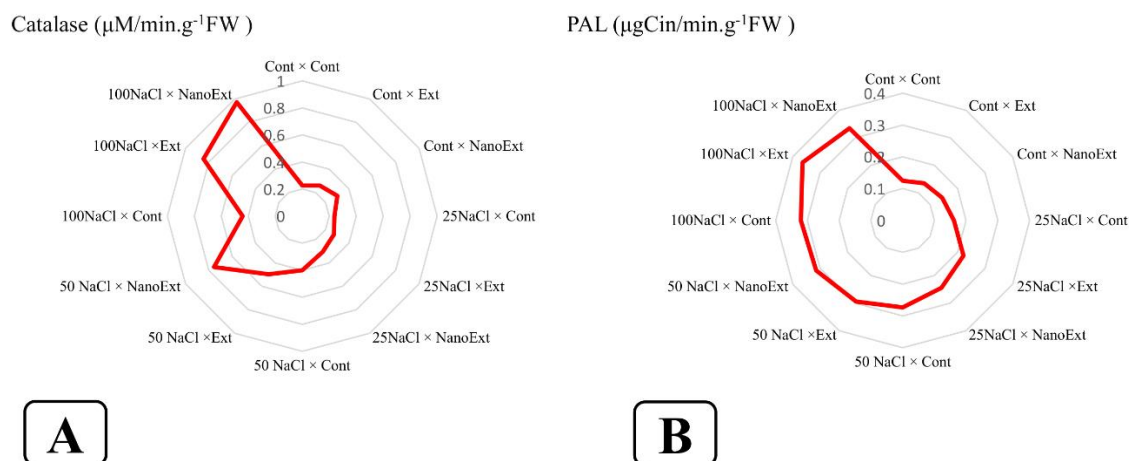 Catalase (μM/min.g⁻¹FW )
Cont × Cont
Cont × Ext
Cont × NanoExt
25NaCl × Cont
25NaCl ×Ext
25NaCl × NanoExt
50 NaCl × Cont
50 NaCl ×Ext
50 NaCl × NanoExt
100NaCl × Cont
100NaCl ×Ext
100NaCl × NanoExt
1
0.8
0.6
0.4
0.2
0
A
PAL (μgCin/min.g⁻¹FW )
Cont × Cont
Cont × Ext
Cont × NanoExt
25NaCl × Cont
25NaCl ×Ext
25NaCl × NanoExt
50 NaCl × Cont
50 NaCl ×Ext
50 NaCl × NanoExt
100NaCl × Cont
100NaCl ×Ext
100NaCl × NanoExt
0.4
0.3
0.2
0.1
0
B